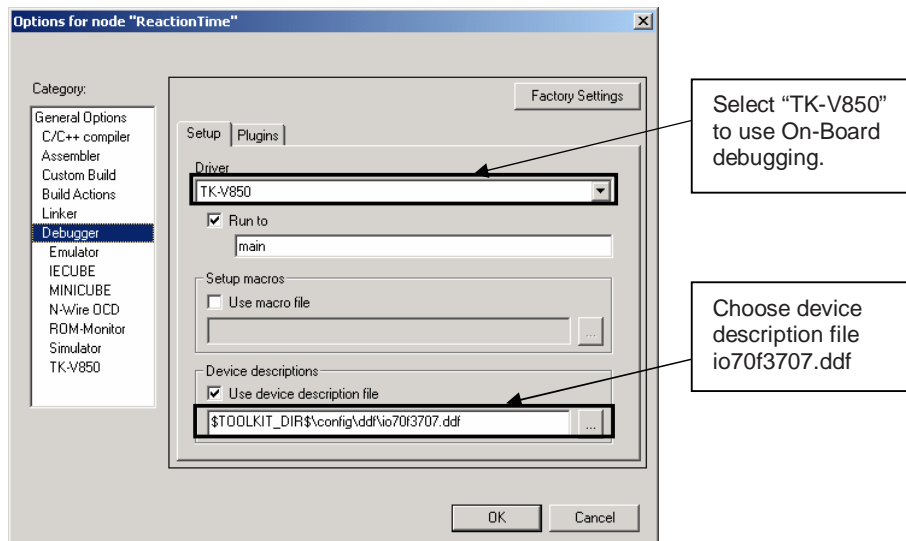 Options for node "ReactionTime"
Category:
General Options
C/C++ compiler
Assembler
Custom Build
Build Actions
Linker
Debugger
Emulator
IECUBE
MINICUBE
N-Wire OCD
ROM-Monitor
Simulator
TK-V850
Factory Settings
Setup
Plugins
Driver
TK-V850
Run to
main
Setup macros
Use macro file
...
Device descriptions
Use device description file
$TOOLKIT_DIR$\config\ddf\io70f3707.ddf
...
OK
Cancel
Select “TK-V850”
to use On-Board
debugging.
Choose device
description file
io70f3707.ddf